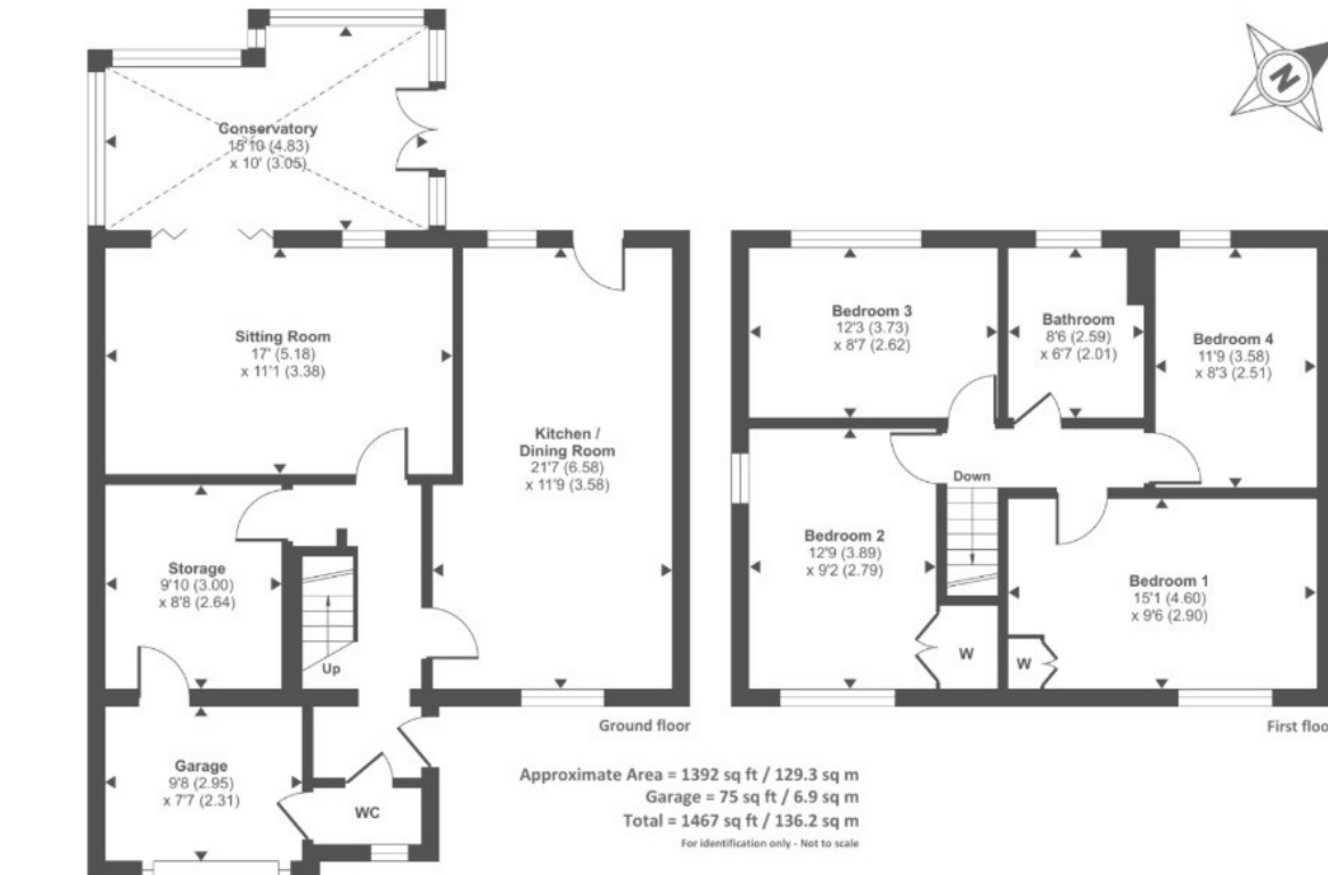 N
Conservatory
15'10 (4.83)
x 10' (3.05)
Sitting Room
17' (5.18)
x 11'1 (3.38)
Kitchen /
Dining Room
21'7 (6.58)
x 11'9 (3.58)
Storage
9'10 (3.00)
x 8'8 (2.64)
Up
Garage
9'8 (2.95)
x 7'7 (2.31)
WC
Ground floor
Bedroom 3
12'3 (3.73)
x 8'7 (2.62)
Bathroom
8'6 (2.59)
x 6'7 (2.01)
Bedroom 4
11'9 (3.58)
x 8'3 (2.51)
Down
Bedroom 2
12'9 (3.89)
x 9'2 (2.79)
Bedroom 1
15'1 (4.60)
x 9'6 (2.90)
W
W
First floo
Approximate Area = 1392 sq ft / 129.3 sq m
Garage = 75 sq ft / 6.9 sq m
Total = 1467 sq ft / 136.2 sq m
For identification only - Not to scale